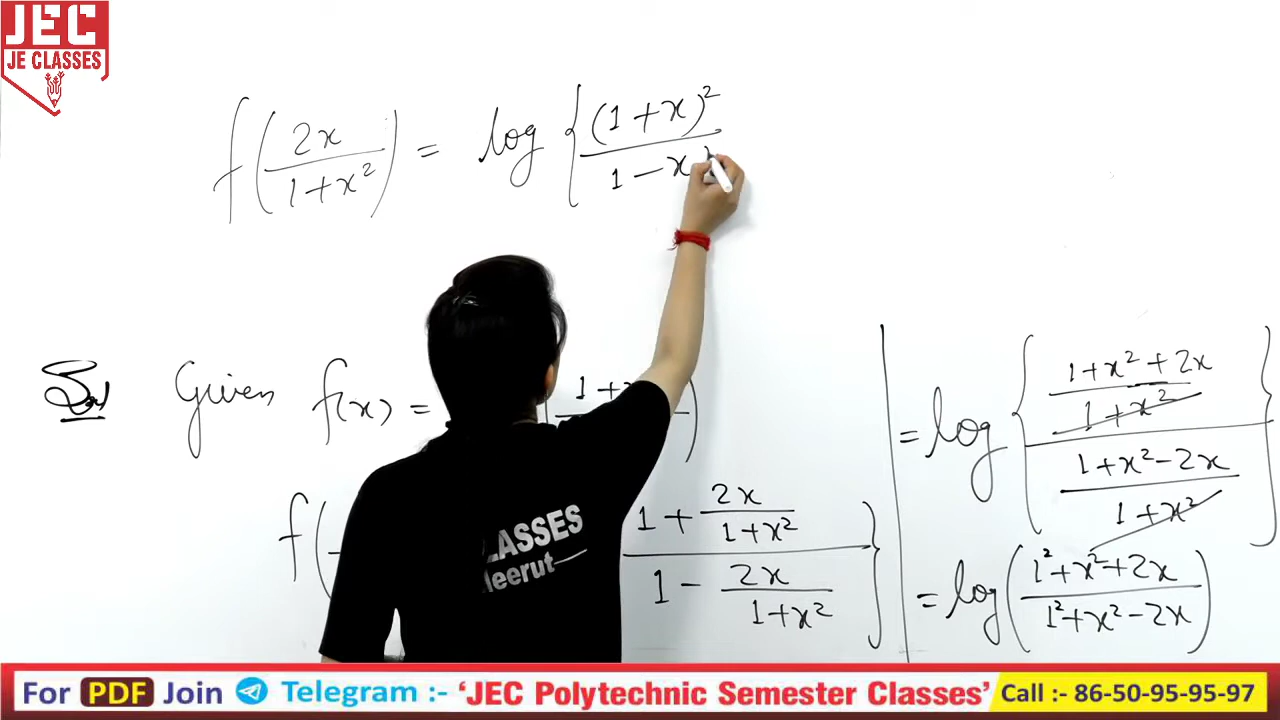 JEC
JE CLASSES
f(2x/(1+x²)) = log {(1+x)²/1-x
Given f(x) = (1+
f( 1 + 2x/(1+x²) / 1 - 2x/(1+x²) }
= log { (1+x²+2x)/(1+x²) / (1+x²-2x)/(1+x²) }
= log ( 1²+x²+2x / 1²+x²-2x )
LASSES
eerut
For PDF Join Telegram :- 'JEC Polytechnic Semester Classes' Call :- 86-50-95-95-97